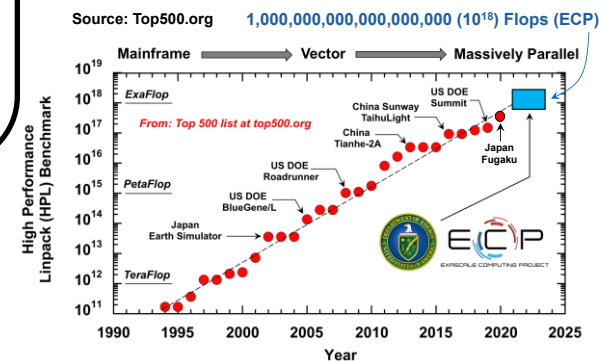 Source: Top500.org
1,000,000,000,000,000,000 (10¹⁸) Flops (ECP)
Mainframe
Vector
Massively Parallel
High Performance
Linpack (HPL) Benchmark
10¹⁹
10¹⁸
10¹⁷
10¹⁶
10¹⁵
10¹⁴
10¹³
10¹²
10¹¹
ExaFlop
From: Top 500 list at top500.org
PetaFlop
TeraFlop
US DOE
Summit
China Sunway
TaihuLight
China
Tianhe-2A
Japan
Fugaku
US DOE
Roadrunner
US DOE
BlueGene/L
Japan
Earth Simulator
ECP
EXASCALE COMPUTING PROJECT
1990
1995
2000
2005
2010
2015
2020
2025
Year